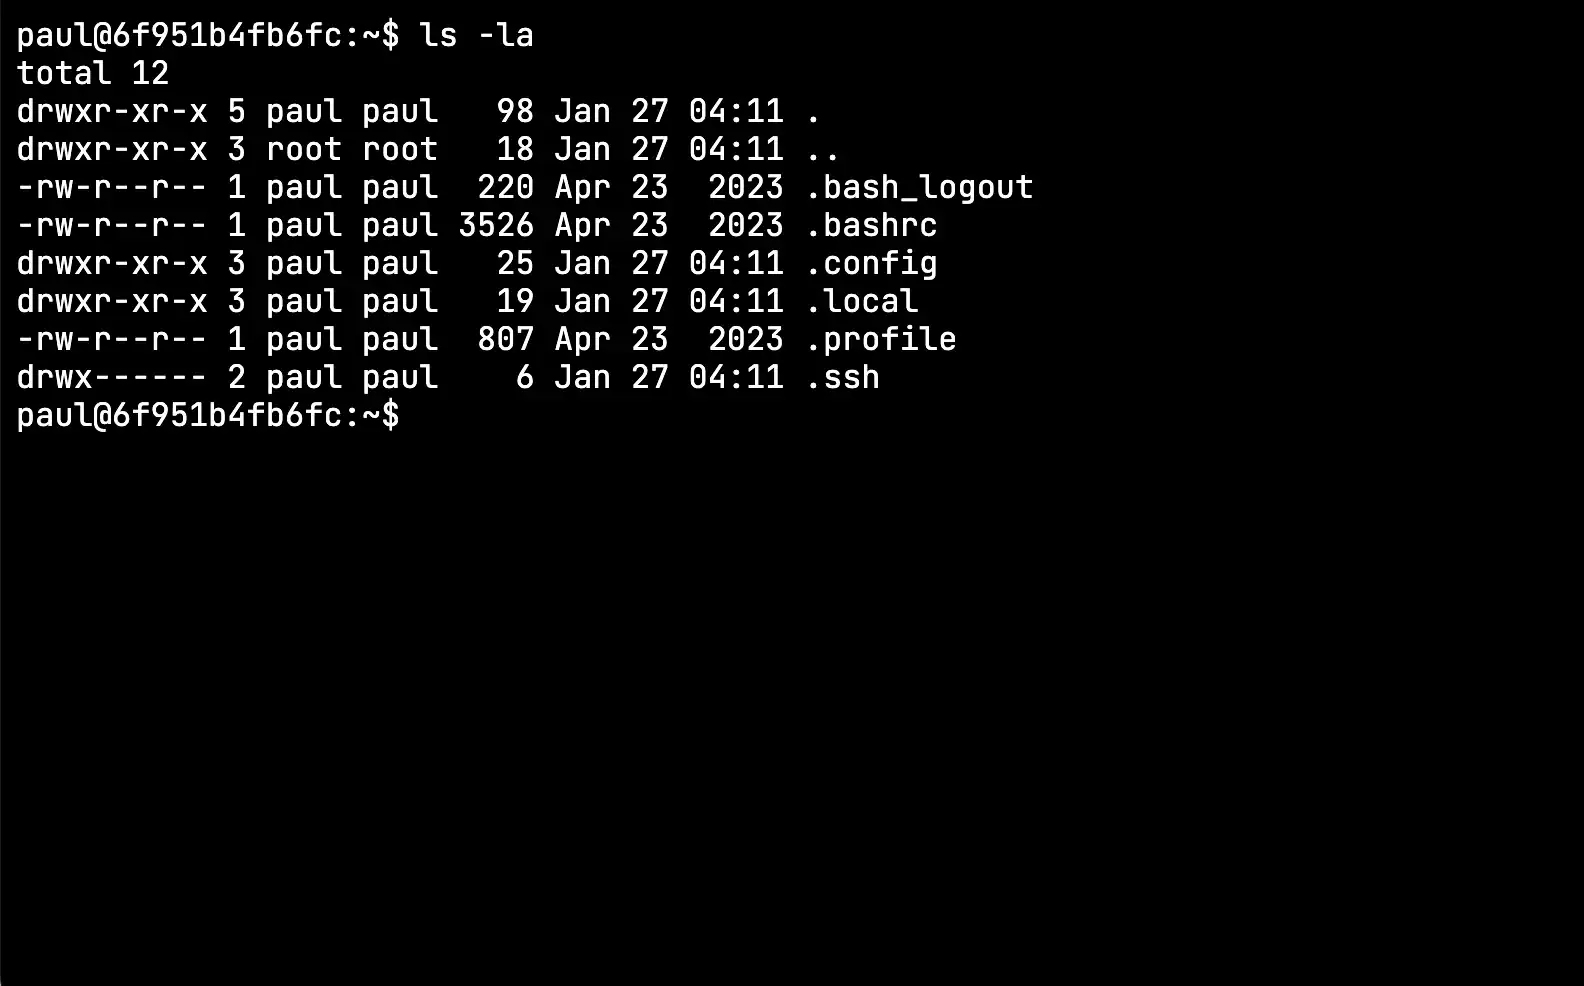 paul@6f951b4fb6fc:~$ ls -la
total 12
drwxr-xr-x 5 paul paul   98 Jan 27 04:11 .
drwxr-xr-x 3 root root   18 Jan 27 04:11 ..
-rw-r--r-- 1 paul paul  220 Apr 23  2023 .bash_logout
-rw-r--r-- 1 paul paul 3526 Apr 23  2023 .bashrc
drwxr-xr-x 3 paul paul   25 Jan 27 04:11 .config
drwxr-xr-x 3 paul paul   19 Jan 27 04:11 .local
-rw-r--r-- 1 paul paul  807 Apr 23  2023 .profile
drwx------ 2 paul paul    6 Jan 27 04:11 .ssh
paul@6f951b4fb6fc:~$